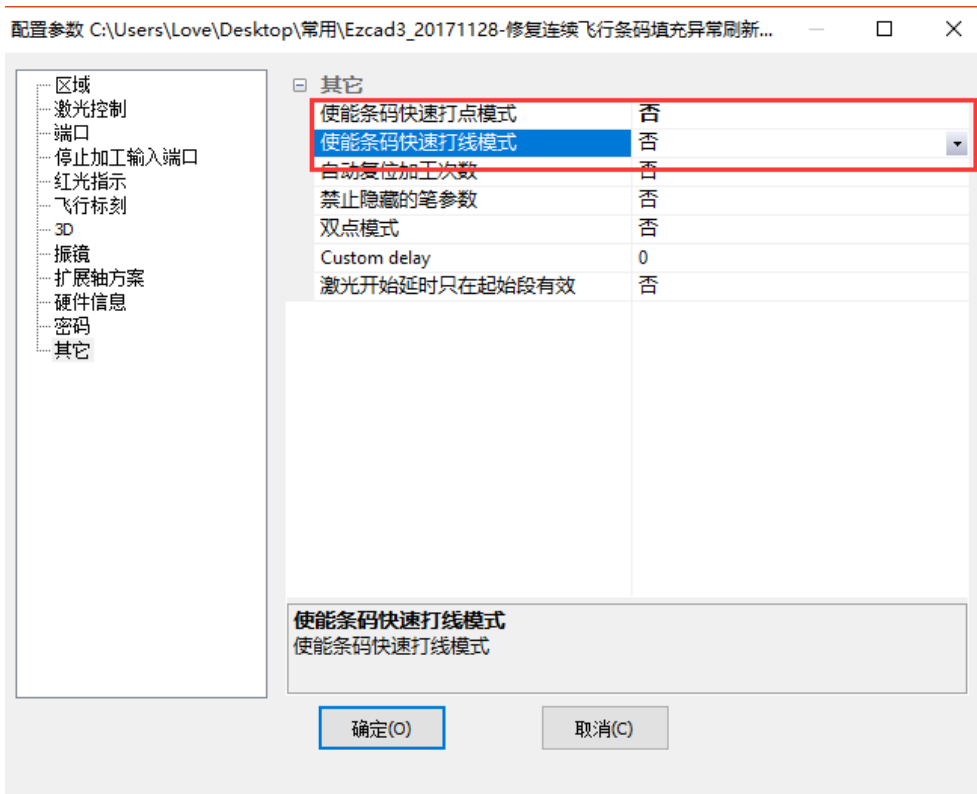 配置参数 C:\Users\Love\Desktop\常用\Ezcad3_20171128-修复连续飞行条码填充异常刷新...
区域
激光控制
端口
停止加工输入端口
红光指示
飞行标刻
3D
振镜
扩展轴方案
硬件信息
密码
其它
其它
使能条码快速打点模式 否
使能条码快速打线模式 否
自动复位加工次数 否
禁止隐藏的笔参数 否
双点模式 否
Custom delay 0
激光开始延时只在起始段有效 否
使能条码快速打线模式
使能条码快速打线模式
确定(O) 取消(C)